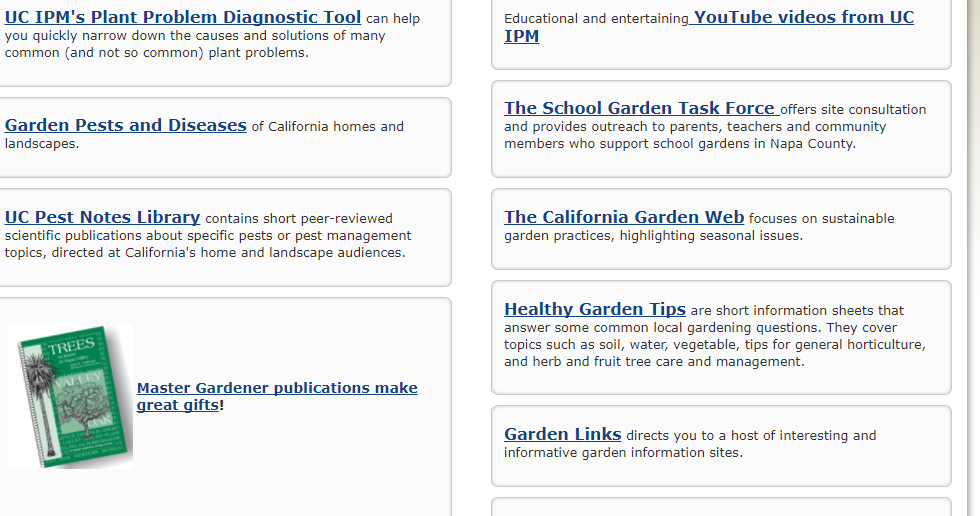 UC IPM's Plant Problem Diagnostic Tool can help
you quickly narrow down the causes and solutions of many
common (and not so common) plant problems.
Garden Pests and Diseases of California homes and
landscapes.
UC Pest Notes Library contains short peer-reviewed
scientific publications about specific pests or pest management
topics, directed at California's home and landscape audiences.
TREES
VALLEY
Master Gardener publications make
great gifts!
Educational and entertaining YouTube videos from UC
IPM
The School Garden Task Force offers site consultation
and provides outreach to parents, teachers and community
members who support school gardens in Napa County.
The California Garden Web focuses on sustainable
garden practices, highlighting seasonal issues.
Healthy Garden Tips are short information sheets that
answer some common local gardening questions. They cover
topics such as soil, water, vegetable, tips for general horticulture,
and herb and fruit tree care and management.
Garden Links directs you to a host of interesting and
informative garden information sites.